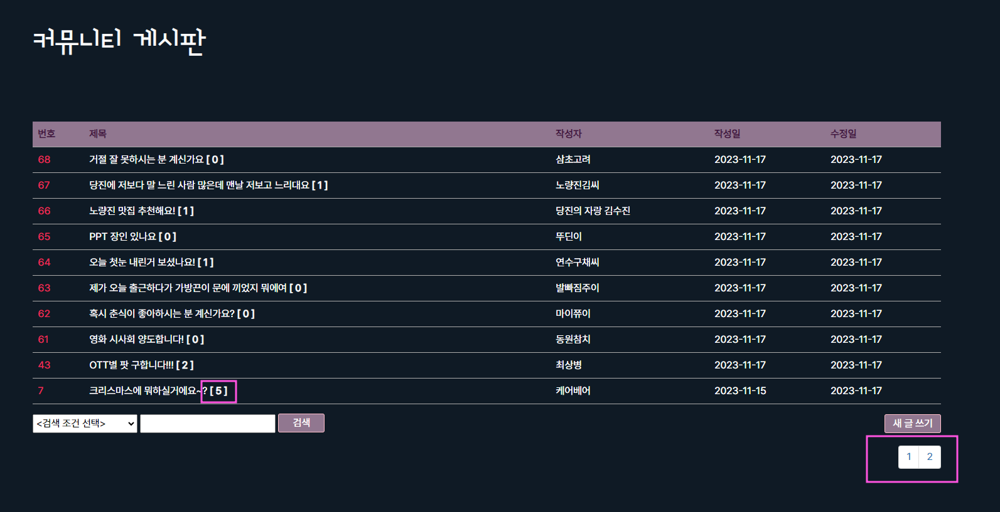 커뮤니티 게시판
번호 제목 작성자 작성일 수정일
68 거절 잘 못하시는 분 계신가요 [ 0 ] 삼초고려 2023-11-17 2023-11-17
67 당진에 저보다 말 느린 사람 많은데 맨날 저보고 느리대요 [ 1 ] 노량진김씨 2023-11-17 2023-11-17
66 노량진 맛집 추천해요! [ 1 ] 당진의 자랑 김수진 2023-11-17 2023-11-17
65 PPT 장인 있나요 [ 0 ] 뚜딘이 2023-11-17 2023-11-17
64 오늘 첫눈 내린거 보셨나요! [ 1 ] 연수구채씨 2023-11-17 2023-11-17
63 제가 오늘 출근하다가 가방끈이 문에 끼었지 뭐에여 [ 0 ] 발빠짐주이 2023-11-17 2023-11-17
62 혹시 춘식이 좋아하시는 분 계신가요? [ 0 ] 마이쮸이 2023-11-17 2023-11-17
61 영화 시사회 양도합니다! [ 0 ] 동원참치 2023-11-17 2023-11-17
43 OTT별 팟 구합니다!!! [ 2 ] 최상병 2023-11-17 2023-11-17
7 크리스마스에 뭐하실거에요~? [ 5 ] 케어베어 2023-11-15 2023-11-17
<검색 조건 선택> 검색 새 글 쓰기
1 2